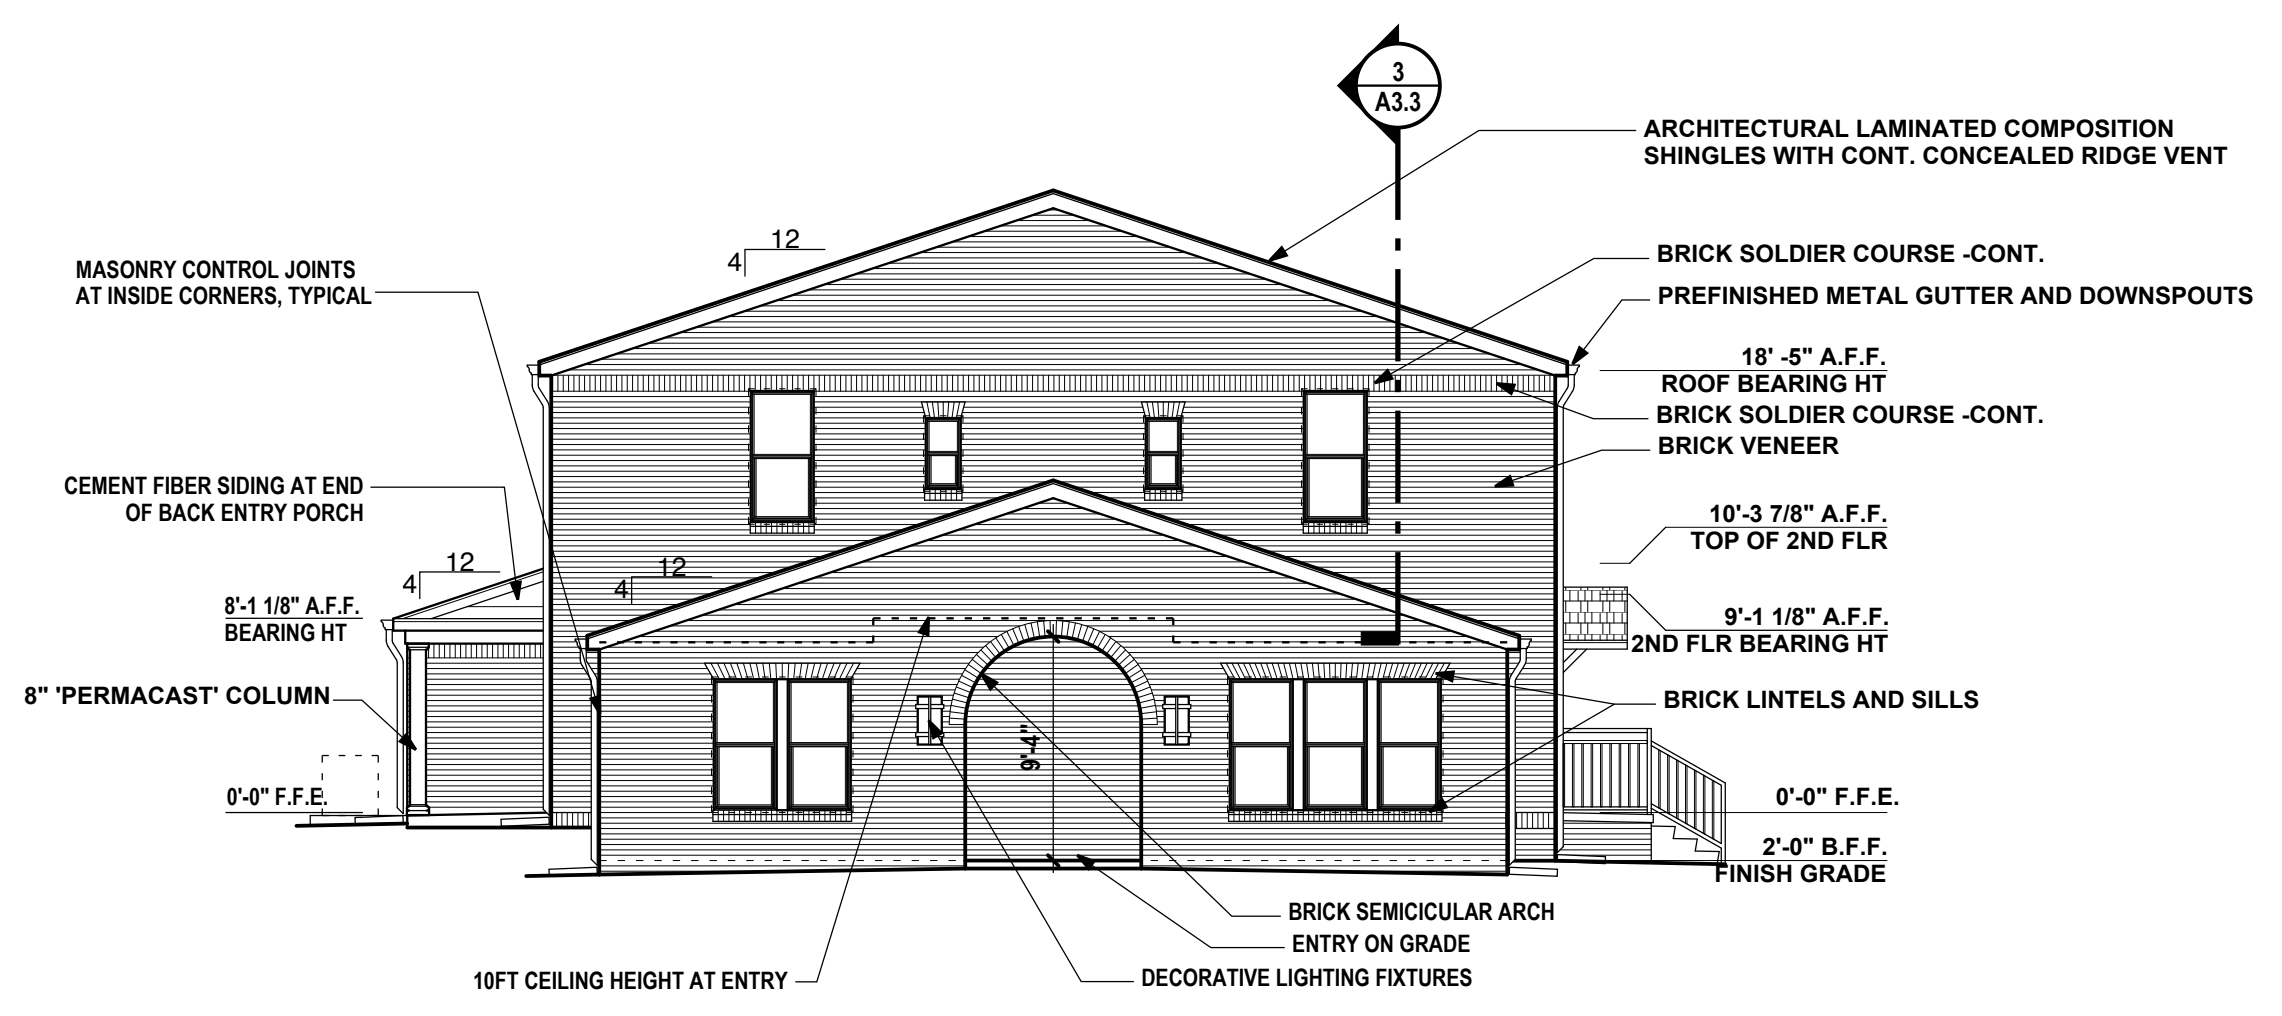 3
A3.3
ARCHITECTURAL LAMINATED COMPOSITION
SHINGLES WITH CONT. CONCEALED RIDGE VENT
12
4
BRICK SOLDIER COURSE -CONT.
MASONRY CONTROL JOINTS
AT INSIDE CORNERS, TYPICAL
PREFINISHED METAL GUTTER AND DOWNSPOUTS
18' -5" A.F.F.
ROOF BEARING HT
BRICK SOLDIER COURSE -CONT.
BRICK VENEER
CEMENT FIBER SIDING AT END
OF BACK ENTRY PORCH
10'-3 7/8" A.F.F.
TOP OF 2ND FLR
12
4
12
4
8'-1 1/8" A.F.F.
BEARING HT
9'-1 1/8" A.F.F.
2ND FLR BEARING HT
8" 'PERMACAST' COLUMN
BRICK LINTELS AND SILLS
9'-4"
0'-0" F.F.E.
0'-0" F.F.E.
2'-0" B.F.F.
FINISH GRADE
BRICK SEMICICULAR ARCH
ENTRY ON GRADE
10FT CEILING HEIGHT AT ENTRY
DECORATIVE LIGHTING FIXTURES